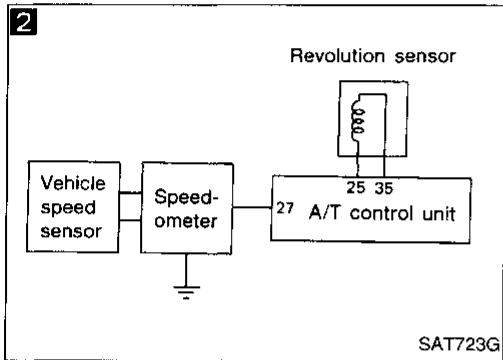 2
Revolution sensor
Vehicle
speed
sensor
Speed-
ometer
25 35
27 A/T control unit
SAT723G